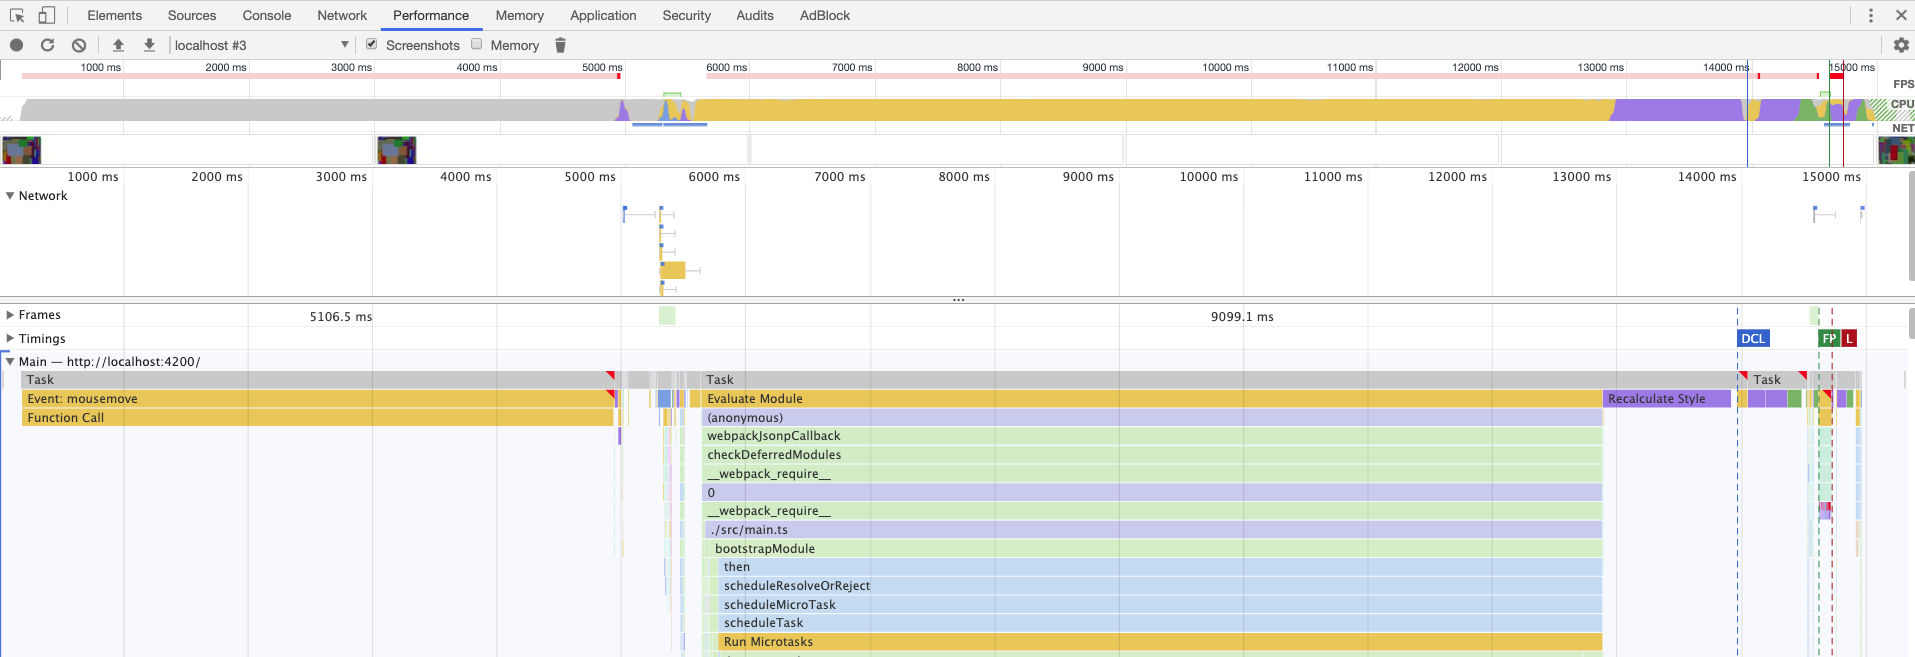 Elements Sources Console Network Performance Memory Application Security Audits AdBlock
localhost #3 Screenshots Memory
1000 ms 2000 ms 3000 ms 4000 ms 5000 ms 6000 ms 7000 ms 8000 ms 9000 ms 10000 ms 11000 ms 12000 ms 13000 ms 14000 ms 15000 ms
FPS
CPU
NET
1000 ms 2000 ms 3000 ms 4000 ms 5000 ms 6000 ms 7000 ms 8000 ms 9000 ms 10000 ms 11000 ms 12000 ms 13000 ms 14000 ms 15000 ms
Network
...
Frames 5106.5 ms 9099.1 ms
Timings DCL FP L
Main — http://localhost:4200/
Task Task Task
Event: mousemove Evaluate Module Recalculate Style
Function Call (anonymous)
webpackJsonpCallback
checkDeferredModules
__webpack_require__
0
__webpack_require__
./src/main.ts
bootstrapModule
then
scheduleResolveOrReject
scheduleMicroTask
scheduleTask
Run Microtasks